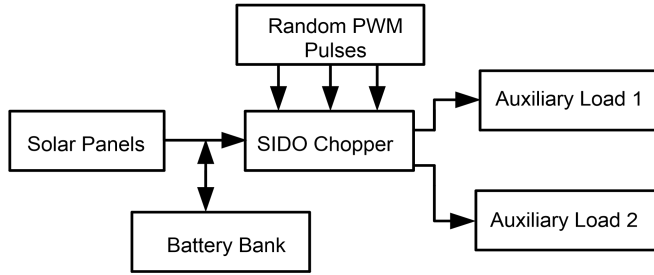 Random PWM
Pulses
Auxiliary Load 1
Solar Panels
SIDO Chopper
Auxiliary Load 2
Battery Bank